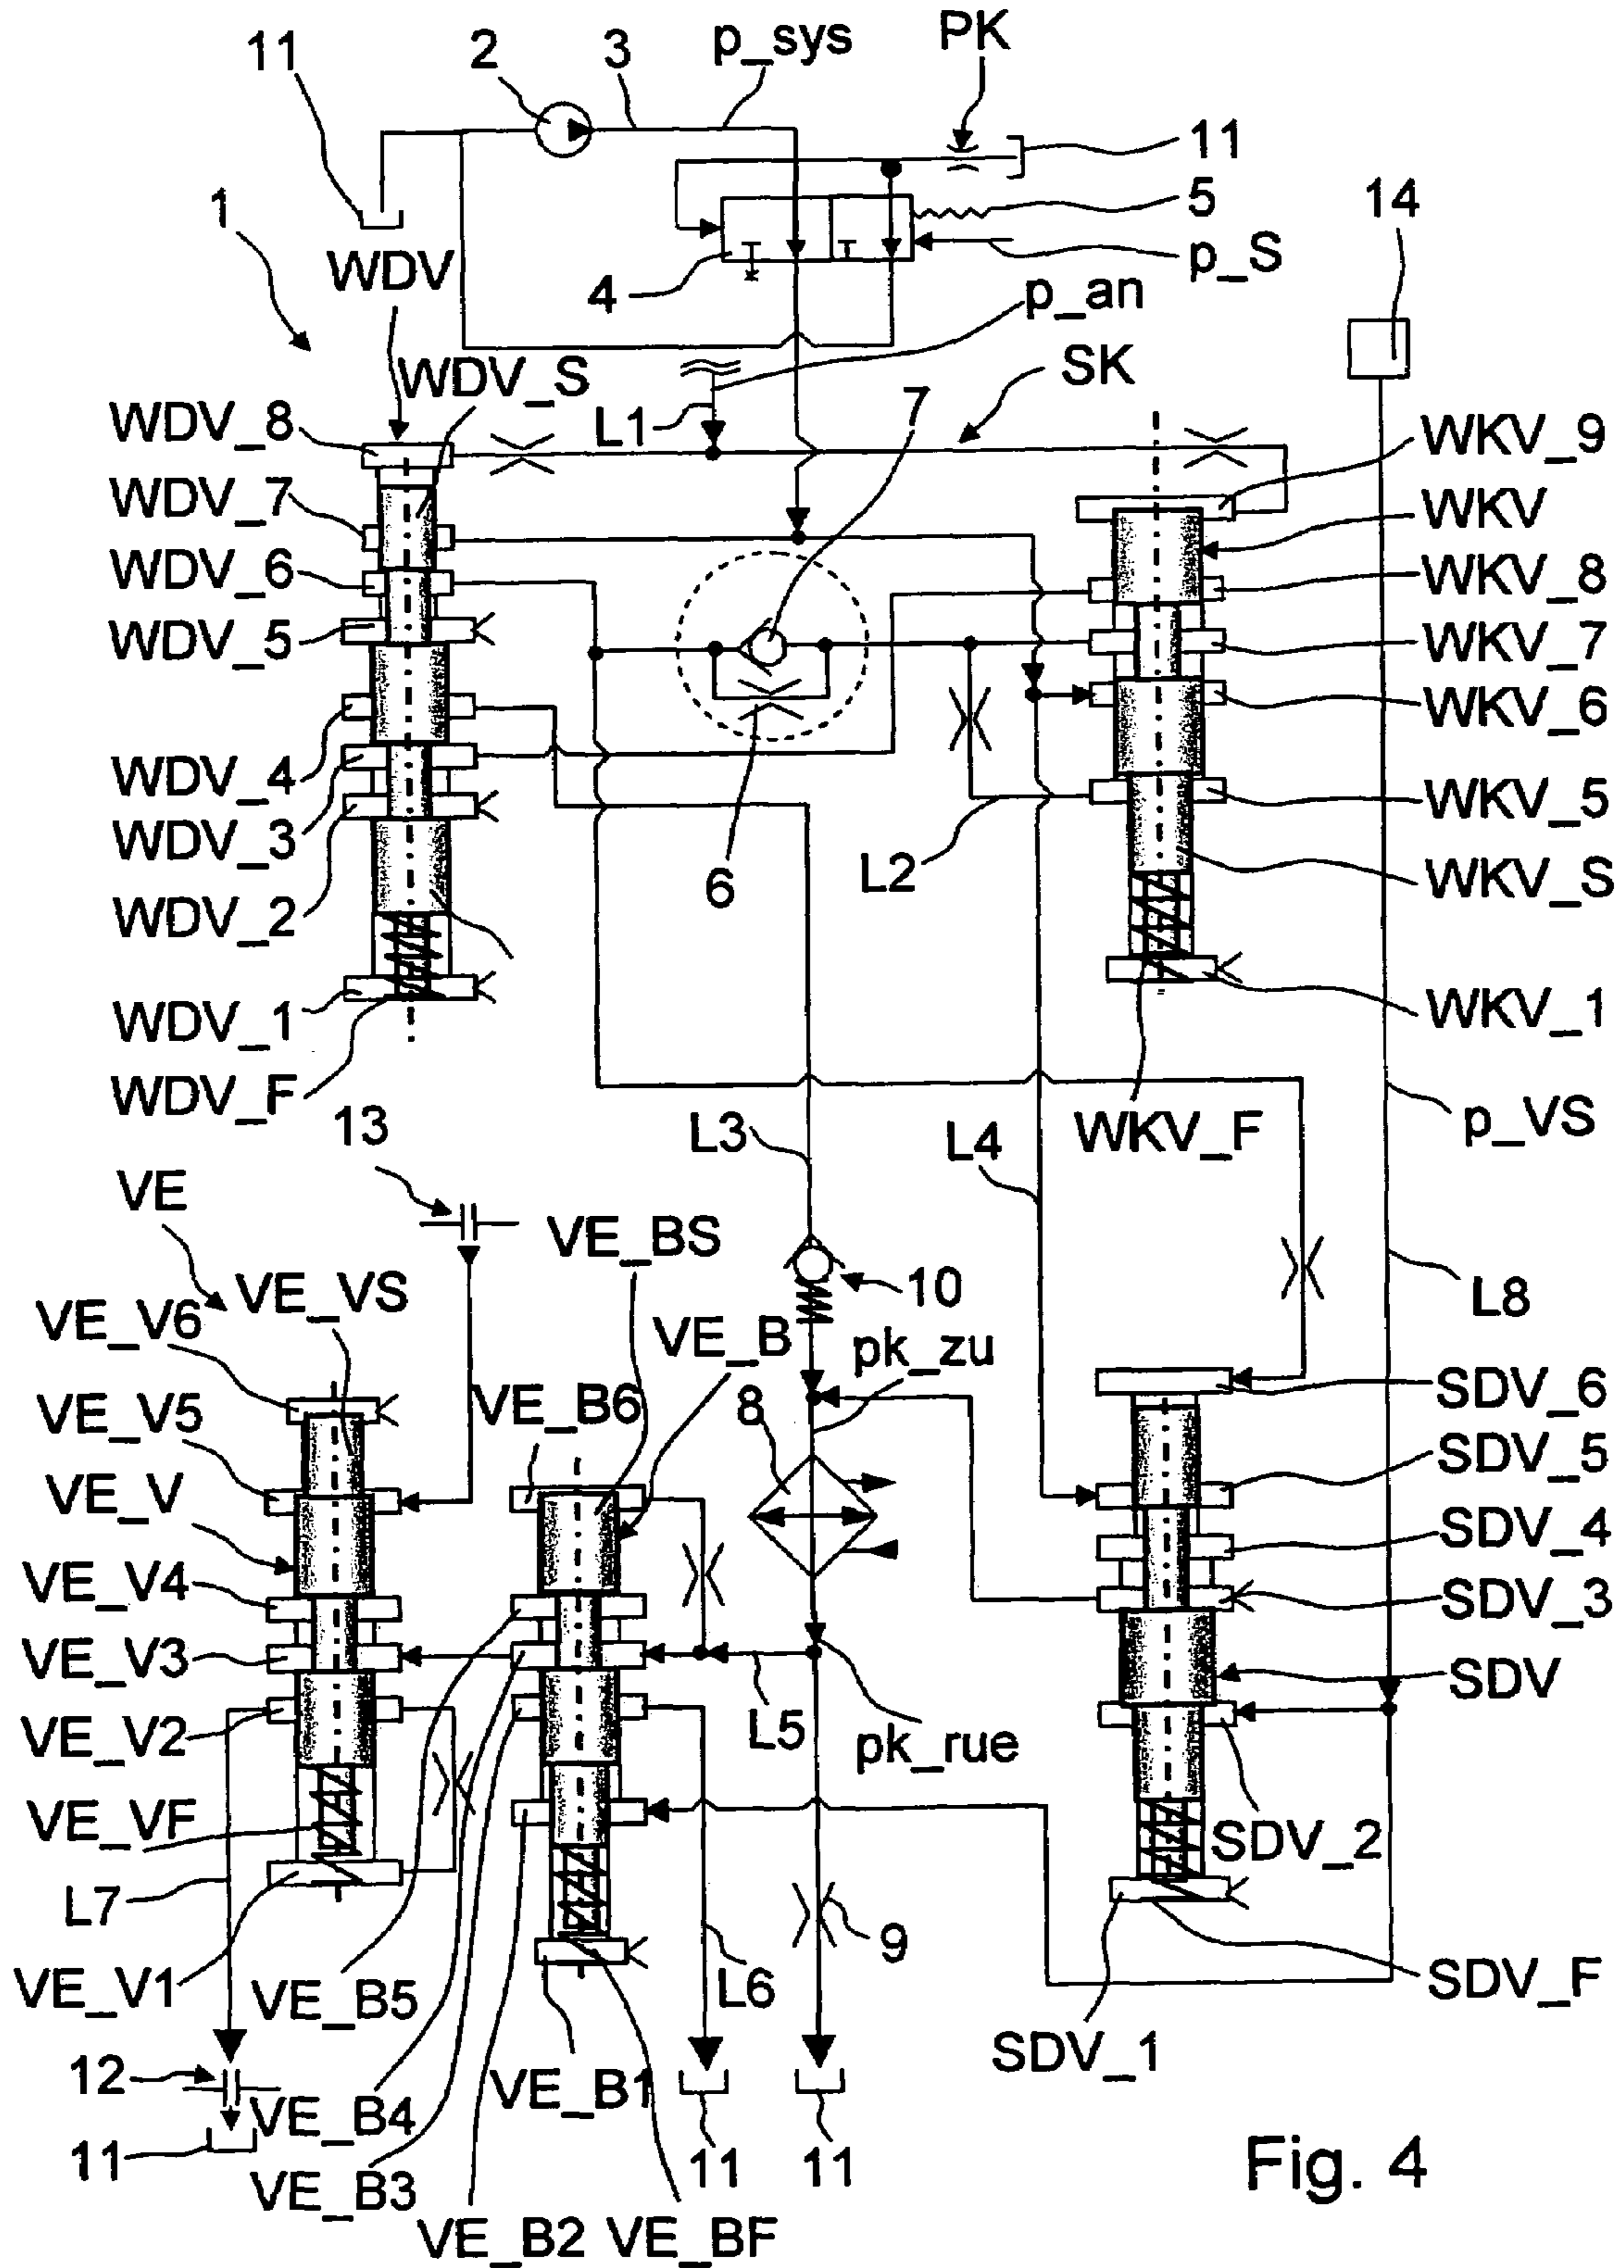 11
2
3
p_sys
PK
11
1
5
14
WDV
4
p_S
p_an
WDV_S
SK
WDV_8
L1
7
WKV_9
WDV_7
WKV
WDV_6
WKV_8
WDV_5
WKV_7
WKV_6
WDV_4
WKV_5
WDV_3
6
L2
WKV_S
WDV_2
WDV_1
WKV_1
WDV_F
13
L3
L4
WKV_F
p_VS
VE
VE_BS
VE_VS
10
L8
VE_V6
VE_B
pk_zu
VE_V5
VE_B6
8
SDV_6
SDV_5
VE_V
SDV_4
VE_V4
SDV_3
VE_V3
SDV
VE_V2
L5
pk_rue
VE_VF
SDV_2
L7
9
VE_V1
VE_B5
L6
SDV_F
SDV_1
12
VE_B4
VE_B1
11
VE_B3
11
11
VE_B2
VE_BF
Fig. 4